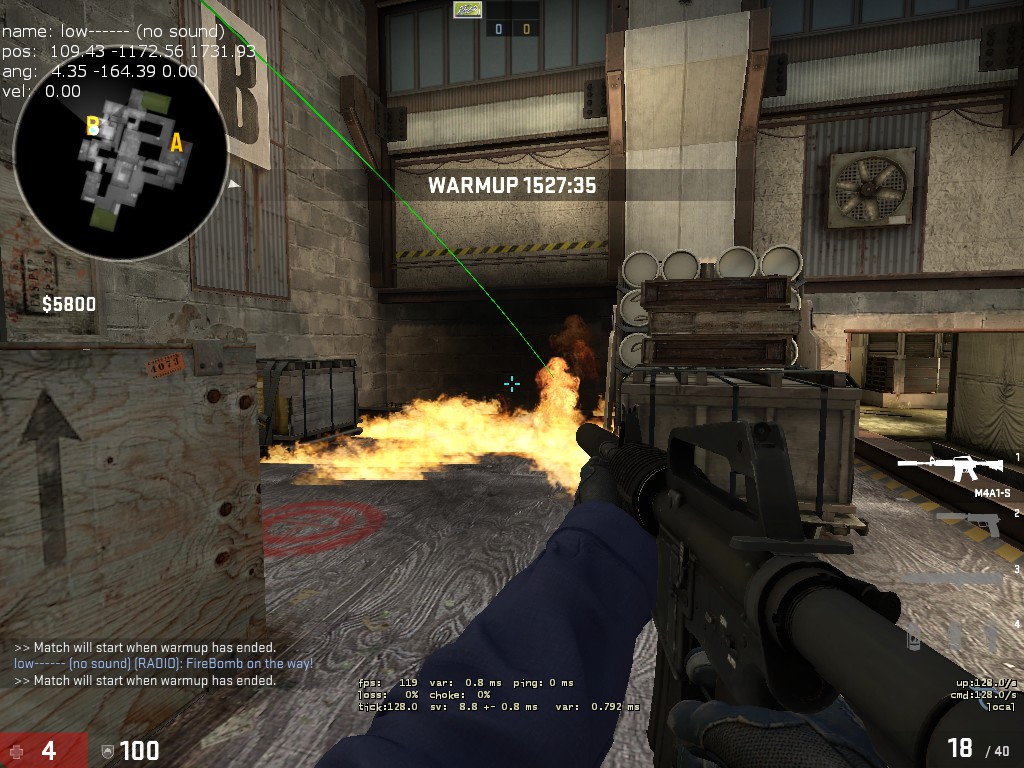 name: low------ (no sound)
pos: 109.43 -1172.56 1731.93
ang: 4.35 -164.39 0.00
vel: 0.00
0 0
B
B
A
WARMUP 1527:35
$5800
4073
1
M4A1-S
2
3
4
>> Match will start when warmup has ended.
low------ (no sound) (RADIO): FireBomb on the way!
>> Match will start when warmup has ended.
fps: 119 var: 0.8 ms ping: 0 ms
loss: 0% choke: 0%
tick:128.0 sv: 8.8 +- 0.8 ms var: 0.792 ms
up:128.0/s
cmd:128.0/s
local
4 100
18 / 40